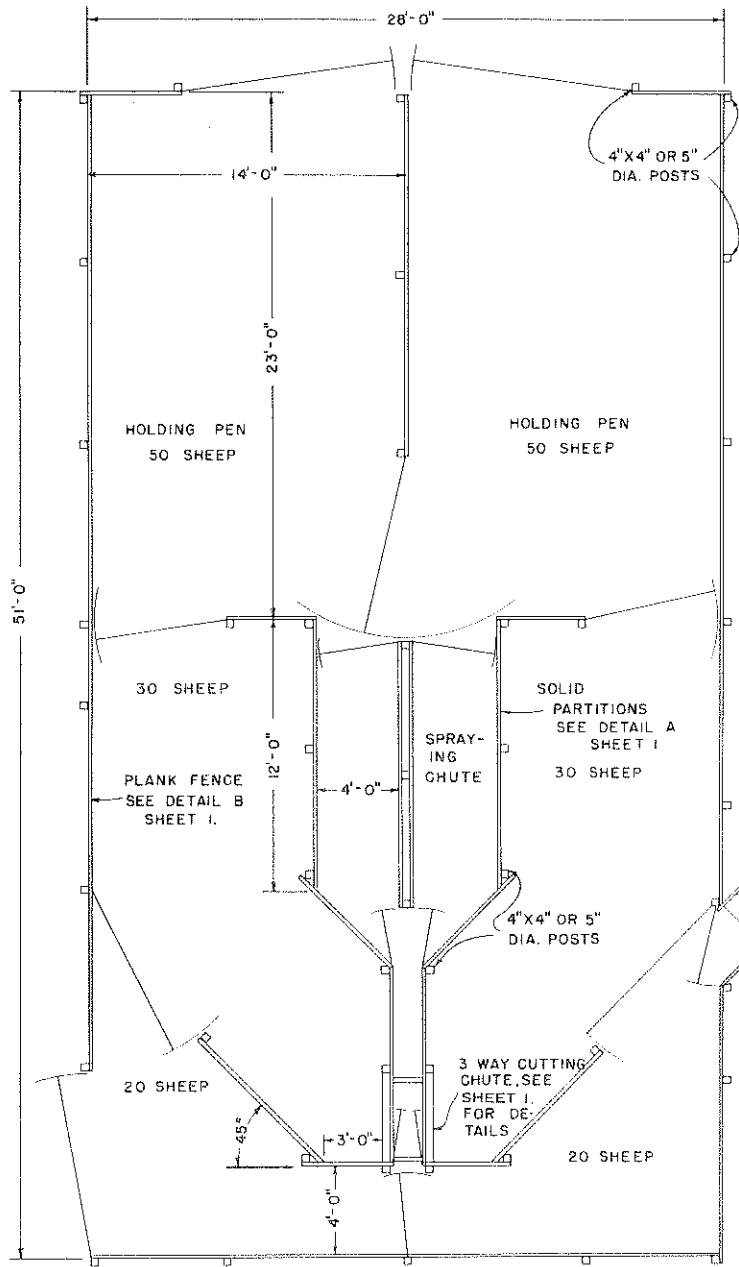 28'-0"
4"X4" OR 5"
DIA. POSTS
14'-0"
23'-0"
HOLDING PEN
50 SHEEP
HOLDING PEN
50 SHEEP
51'-0"
30 SHEEP
SOLID
PARTITIONS
SEE DETAIL A
SHEET 1
30 SHEEP
SPRAY-
ING
CHUTE
12'-0"
4'-0"
PLANK FENCE
SEE DETAIL B
SHEET 1.
4"X4" OR 5"
DIA. POSTS
3 WAY CUTTING
CHUTE, SEE
SHEET 1.
FOR DE-
TAILS
20 SHEEP
45°
3'-0"
20 SHEEP
4'-0"